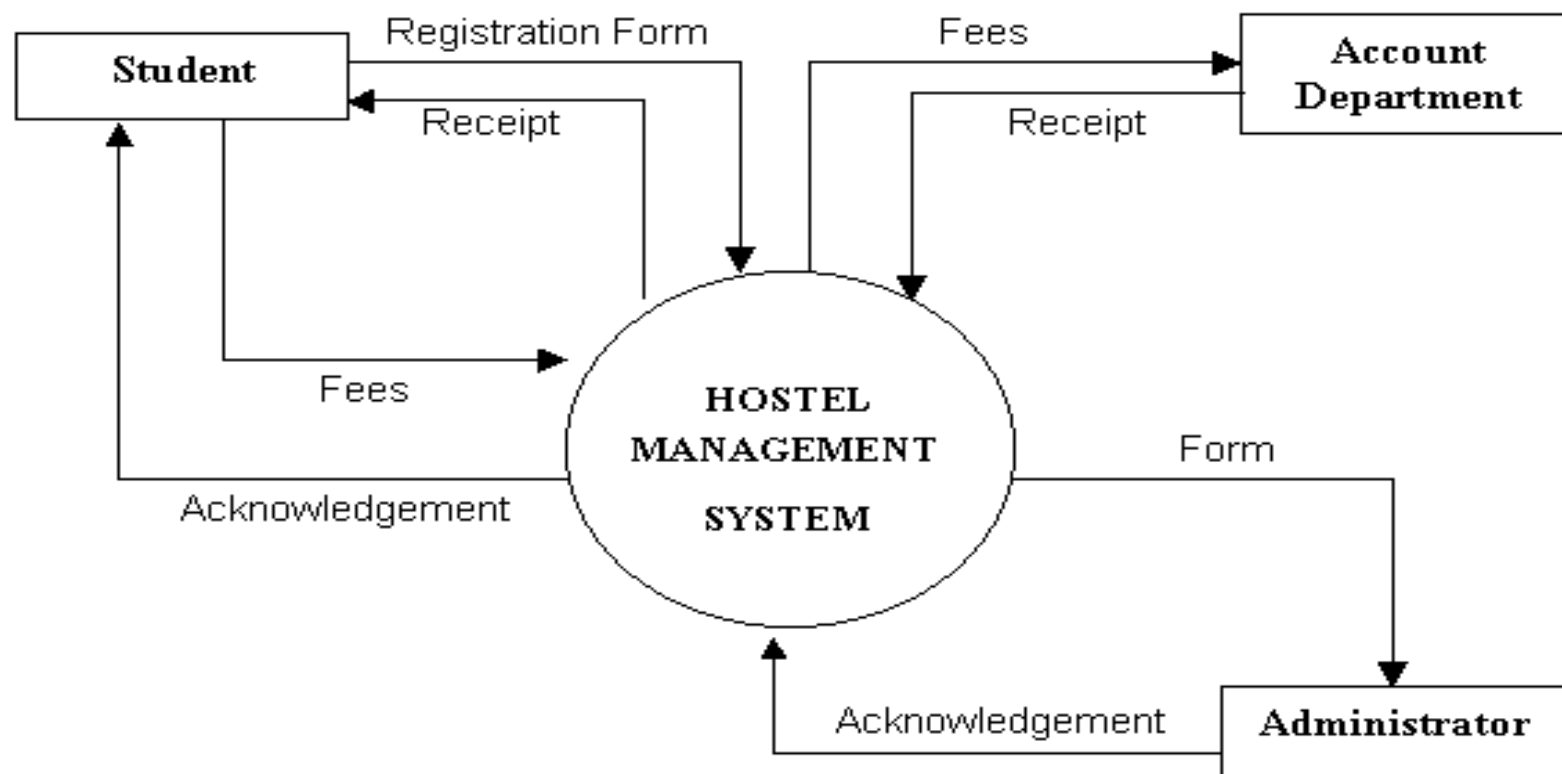 Registration Form
Fees
Student
Account
Department
Receipt
Receipt
Fees
HOSTEL
MANAGEMENT
SYSTEM
Form
Acknowledgement
Acknowledgement
Administrator